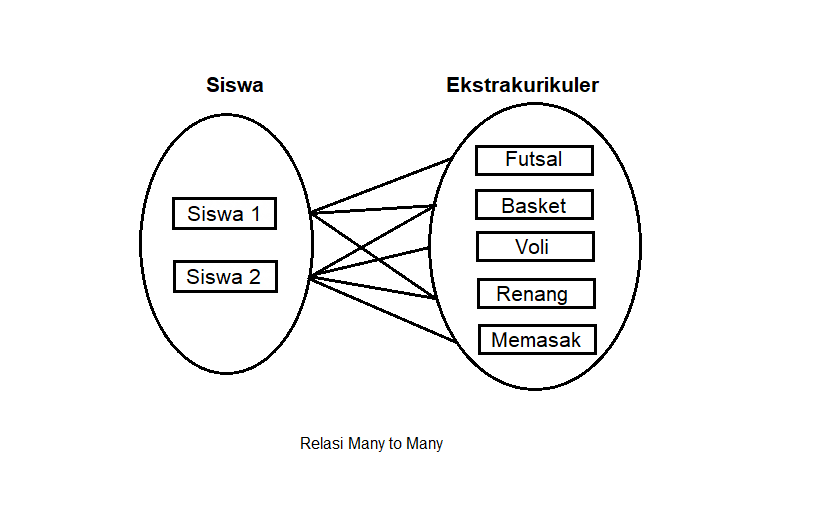 Siswa
Ekstrakurikuler
Siswa 1
Siswa 2
Futsal
Basket
Voli
Renang
Memasak
Relasi Many to Many